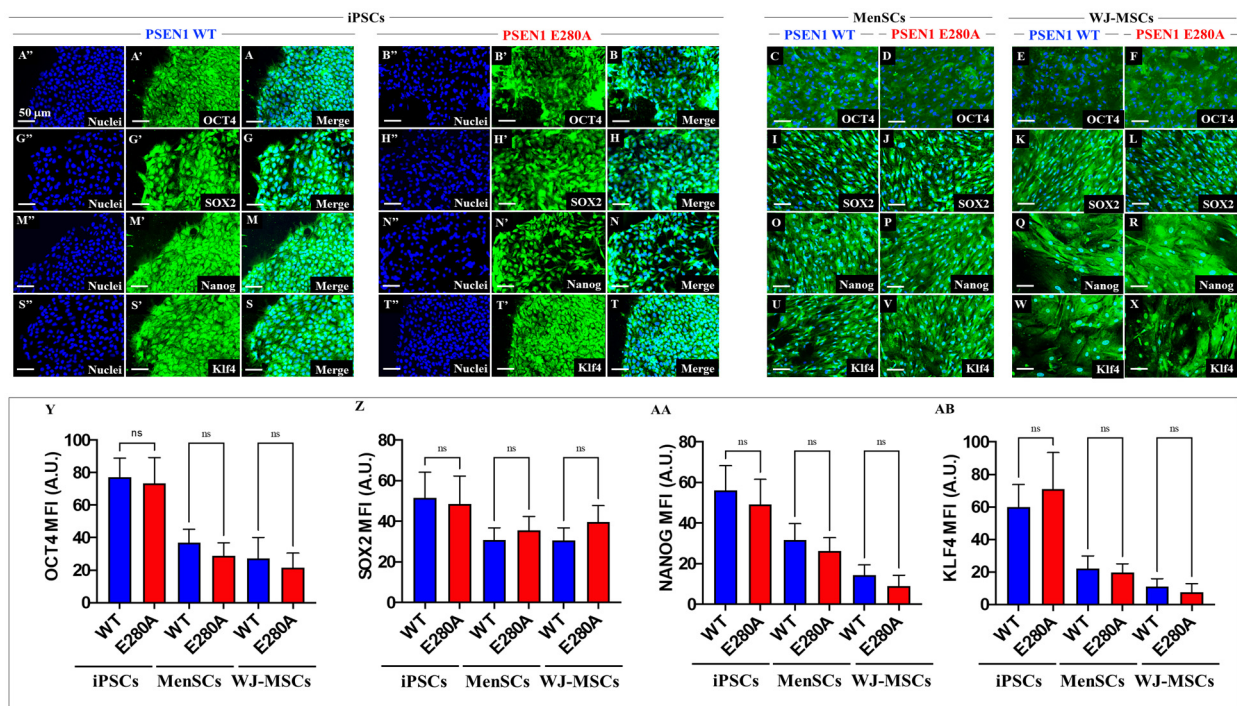 iPSCs MenSCs WJ-MSCs
PSEN1 WT PSEN1 E280A PSEN1 WT PSEN1 E280A PSEN1 WT PSEN1 E280A
A’’ A’ A B’’ B’ B C D E F
50 µm
Nuclei OCT4 Merge Nuclei OCT4 Merge OCT4 OCT4 OCT4 OCT4
G’’ G’ G H’’ H’ H I J K L
Nuclei SOX2 Merge Nuclei SOX2 Merge SOX2 SOX2 SOX2 SOX2
M’’ M’ M N’’ N’ N O P Q R
Nuclei Nanog Merge Nuclei Nanog Merge Nanog Nanog Nanog Nanog
S’’ S’ S T’’ T’ T U V W X
Nuclei Klf4 Merge Nuclei Klf4 Merge Klf4 Klf4 Klf4 Klf4
Y
OCT4 MFI (A.U.)
100
80
60
40
20
0
ns ns ns
WT E280A WT E280A WT E280A
iPSCs MenSCs WJ-MSCs
Z
SOX2 MFI (A.U.)
80
60
40
20
0
ns ns ns
WT E280A WT E280A WT E280A
iPSCs MenSCs WJ-MSCs
AA
NANOG MFI (A.U.)
80
60
40
20
0
ns ns ns
WT E280A WT E280A WT E280A
iPSCs MenSCs WJ-MSCs
AB
KLF4 MFI (A.U.)
100
80
60
40
20
0
ns ns ns
WT E280A WT E280A WT E280A
iPSCs MenSCs WJ-MSCs